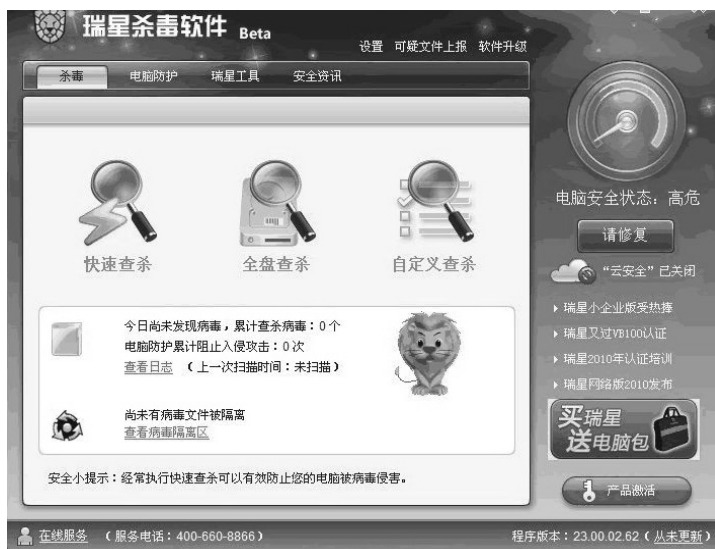 瑞星杀毒软件 Beta
设置 可疑文件上报 软件升级
杀毒 电脑防护 瑞星工具 安全资讯
快速查杀 全盘查杀 自定义查杀
今日尚未发现病毒，累计查杀病毒：0个
电脑防护累计阻止入侵攻击：0次
查看日志 （上一次扫描时间：未扫描）
尚未有病毒文件被隔离
查看病毒隔离区
安全小提示：经常执行快速查杀可以有效防止您的电脑被病毒侵害。
电脑安全状态：高危
请修复
“云安全”已关闭
瑞星小企业版受热捧
瑞星又过VB100认证
瑞星2010年认证培训
瑞星网络版2010发布
买瑞星
送电脑包
产品激活
在线服务 （服务电话：400-660-8866）
程序版本：23.00.02.62（从未更新）